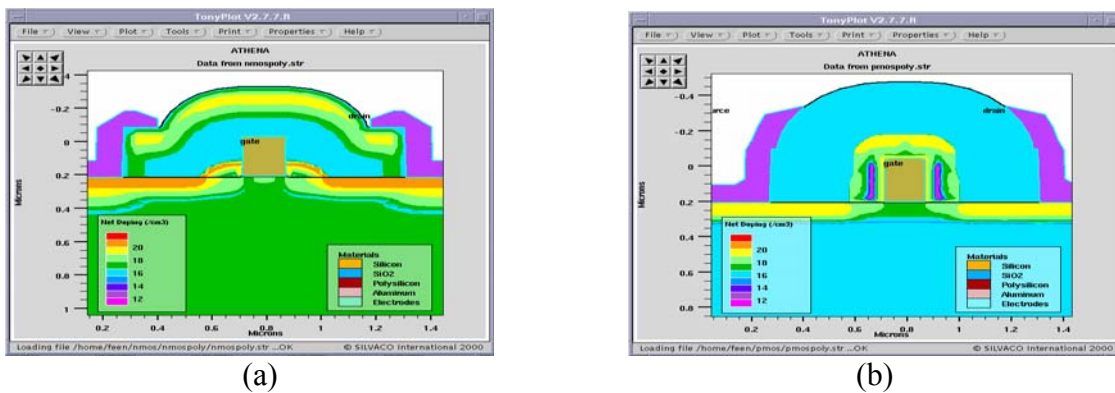 TonyPlot V2.7.7.R
File View Plot Tools Print Properties Help
ATHENA
Data from nmospoly.str
gate
drain
Microns
-0.2
0
0.2
0.4
0.6
0.8
1
Net Doping (/cm3)
20
18
16
14
12
Materials
Silicon
SiO2
Polysilicon
Aluminum
Electrodes
0.2 0.4 0.6 0.8 1 1.2 1.4
Microns
Loading file /home/feen/nmos/nmospoly/nmospoly.str ...OK © SILVACO International 2000
(a)
TonyPlot V2.7.7.R
File View Plot Tools Print Properties Help
ATHENA
Data from pmospoly.str
urce
drain
gate
Microns
-0.4
-0.2
0
0.2
0.4
0.6
0.8
Net Doping (/cm3)
20
18
16
14
12
Materials
Silicon
SiO2
Polysilicon
Aluminum
Electrodes
0.2 0.4 0.6 0.8 1 1.2 1.4
Microns
Loading file /home/feen/pmos/pmospoly.str ...OK © SILVACO International 2000
(b)